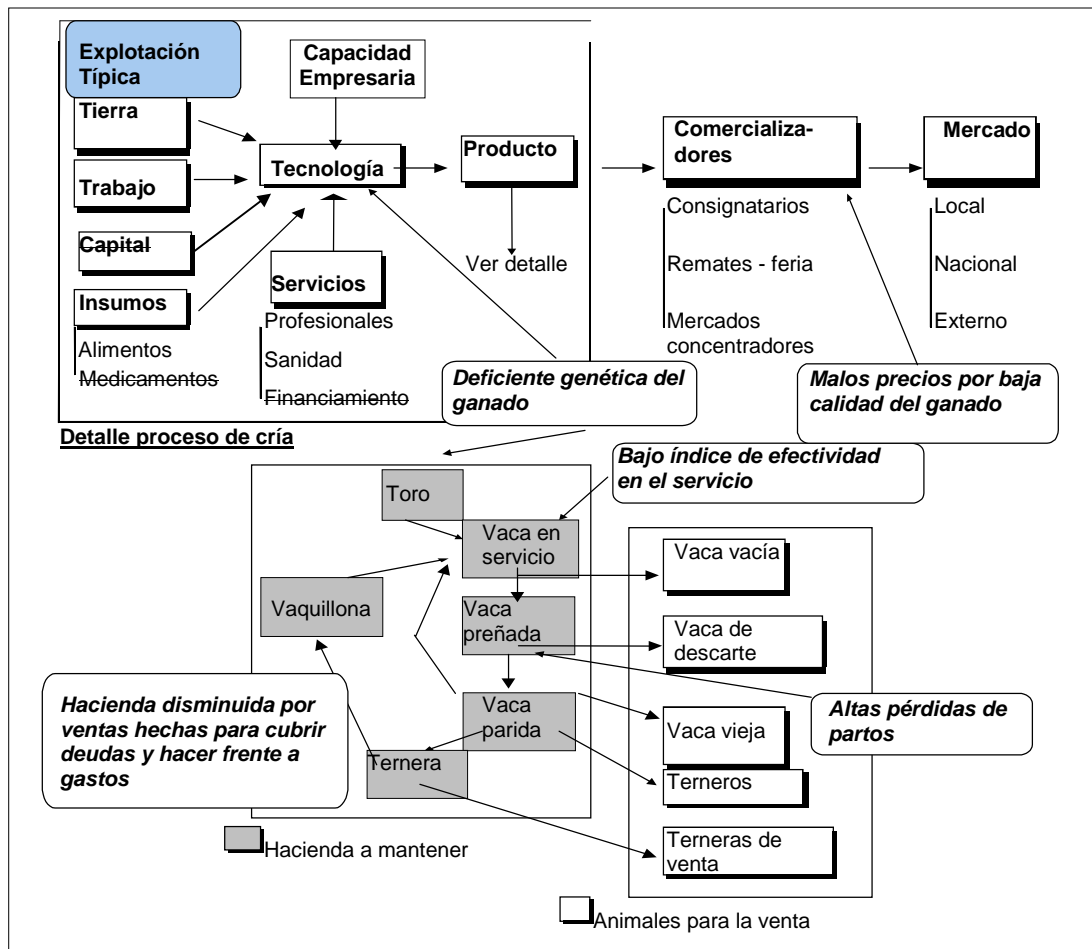 Explotación
Típica
Capacidad
Empresaria
Tierra
Trabajo
Capital
Insumos
Alimentos
Medicamentos
Tecnología
Servicios
Profesionales
Sanidad
Financiamiento
Producto
Ver detalle
Comercializa-
dores
Consignatarios
Remates - feria
Mercados
concentradores
Mercado
Local
Nacional
Externo
Deficiente genética del
ganado
Malos precios por baja
calidad del ganado
Detalle proceso de cría
Bajo índice de efectividad
en el servicio
Toro
Vaca en
servicio
Vaquillona
Vaca
preñada
Vaca
parida
Ternera
Vaca vacía
Vaca de
descarte
Vaca vieja
Terneros
Terneras de
venta
Hacienda disminuida por
ventas hechas para cubrir
deudas y hacer frente a
gastos
Altas pérdidas de
partos
Hacienda a mantener
Animales para la venta